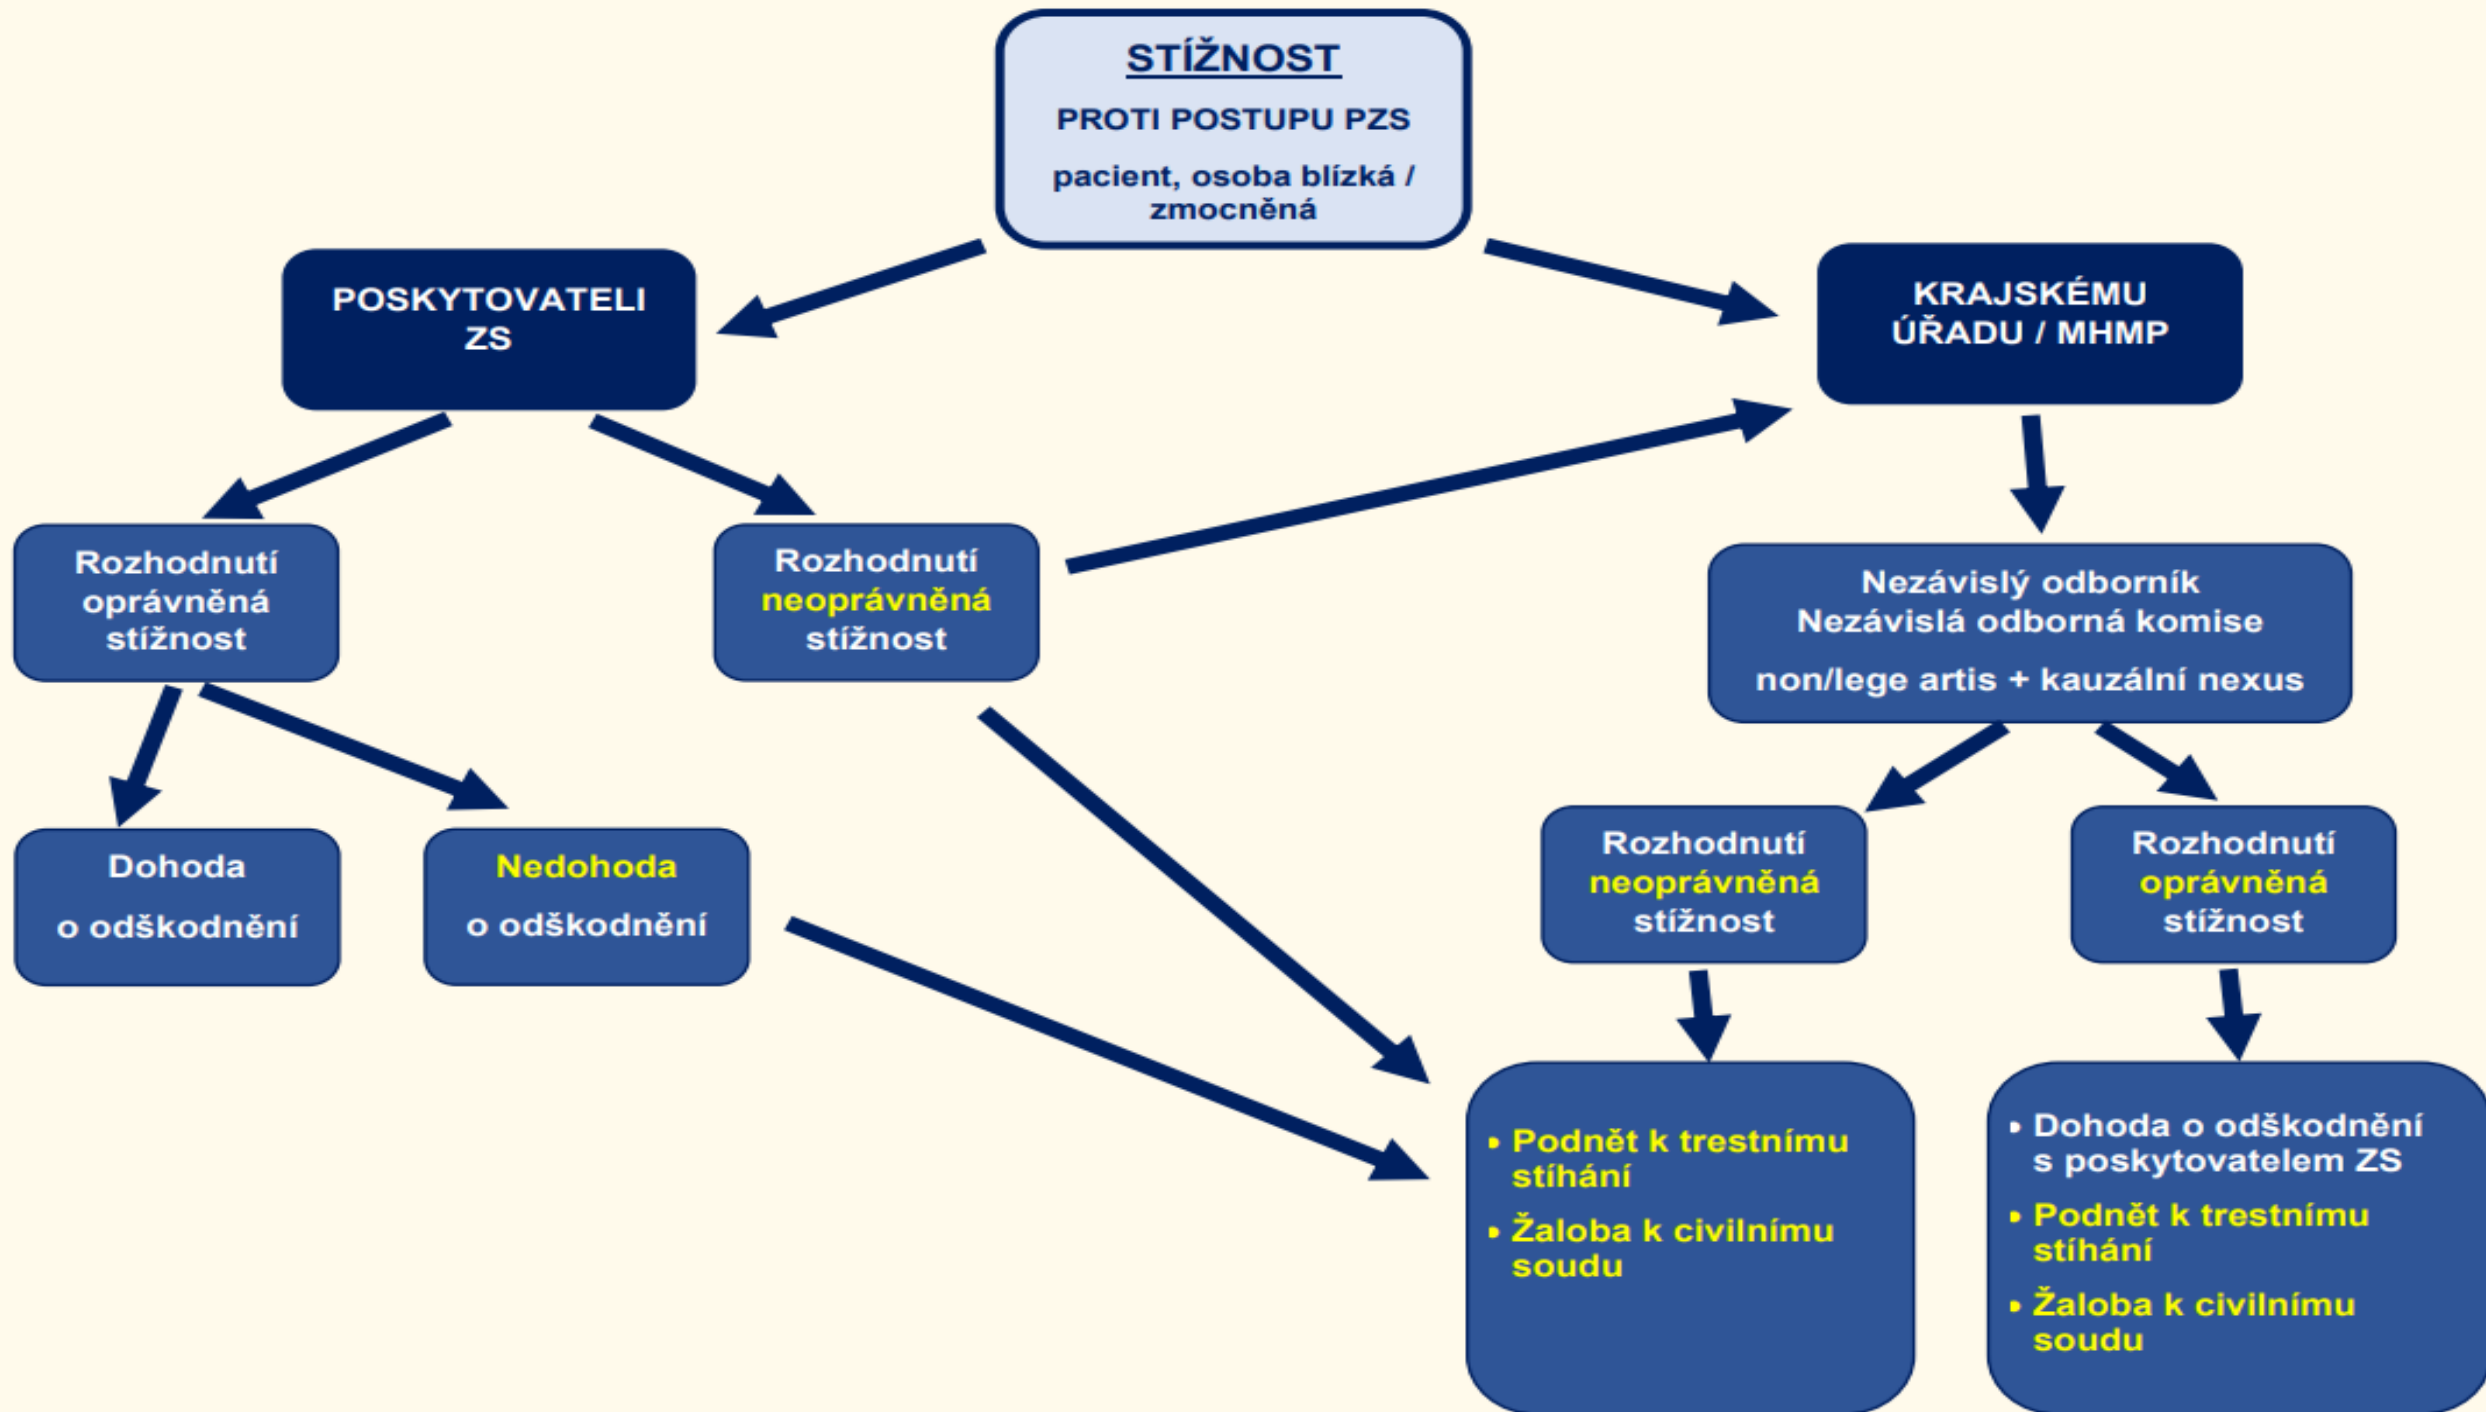 STÍŽNOST
PROTI POSTUPU PZS
pacient, osoba blízká /
zmocněná
POSKYTOVATELI
ZS
KRAJSKÉMU
ÚŘADU / MHMP
Rozhodnutí
oprávněná
stížnost
Rozhodnutí
neoprávněná
stížnost
Nezávislý odborník
Nezávislá odborná komise
non/lege artis + kauzální nexus
Dohoda
o odškodnění
Nedohoda
o odškodnění
Rozhodnutí
neoprávněná
stížnost
Rozhodnutí
oprávněná
stížnost
• Podnět k trestnímu
stíhání
• Žaloba k civilnímu
soudu
• Dohoda o odškodnění
s poskytovatelem ZS
• Podnět k trestnímu
stíhání
• Žaloba k civilnímu
soudu